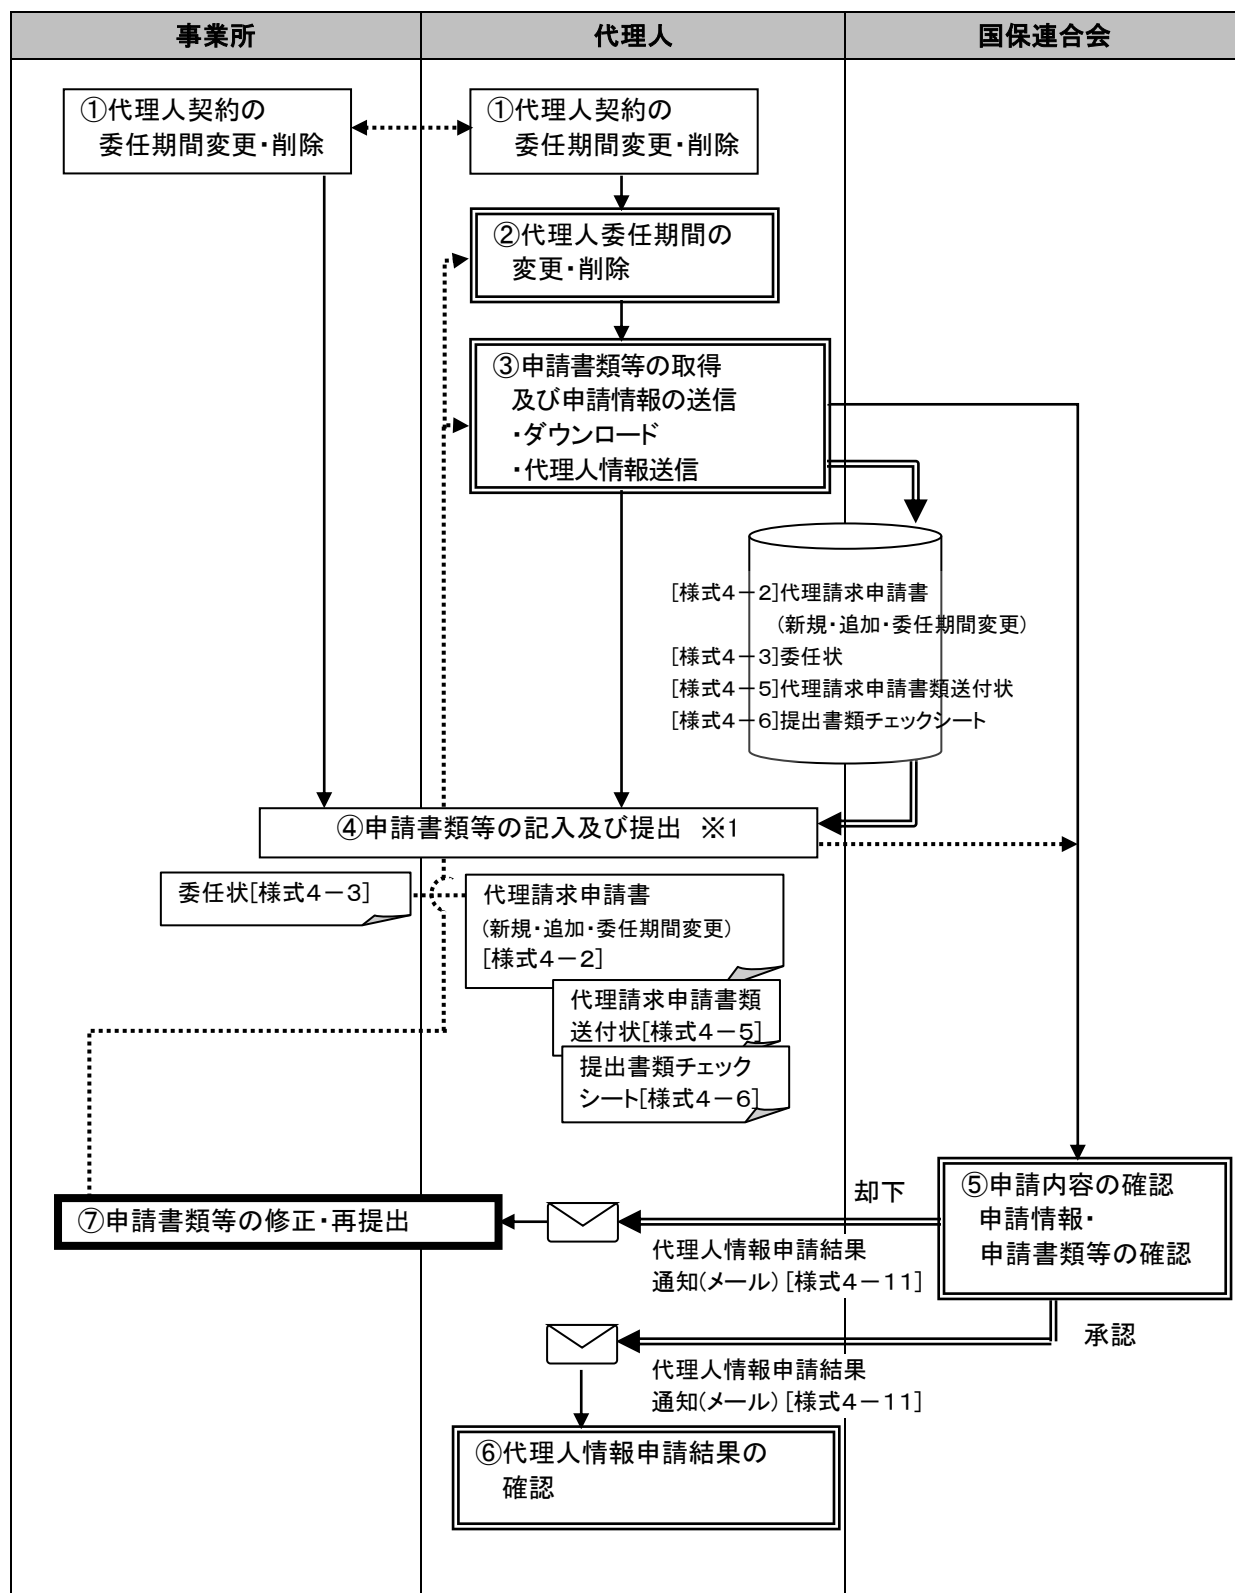 事業所
代理人
国保連合会
①代理人契約の
委任期間変更・削除
①代理人契約の
委任期間変更・削除
②代理人委任期間の
変更・削除
③申請書類等の取得
及び申請情報の送信
・ダウンロード
・代理人情報送信
[様式4-2]代理請求申請書
(新規・追加・委任期間変更)
[様式4-3]委任状
[様式4-5]代理請求申請書類送付状
[様式4-6]提出書類チェックシート
④申請書類等の記入及び提出 ※1
委任状[様式4-3]
代理請求申請書
(新規・追加・委任期間変更)
[様式4-2]
代理請求申請書類
送付状[様式4-5]
提出書類チェック
シート[様式4-6]
却下
⑤申請内容の確認
申請情報・
申請書類等の確認
⑦申請書類等の修正・再提出
代理人情報申請結果
通知(メール)[様式4-11]
承認
代理人情報申請結果
通知(メール)[様式4-11]
⑥代理人情報申請結果の
確認